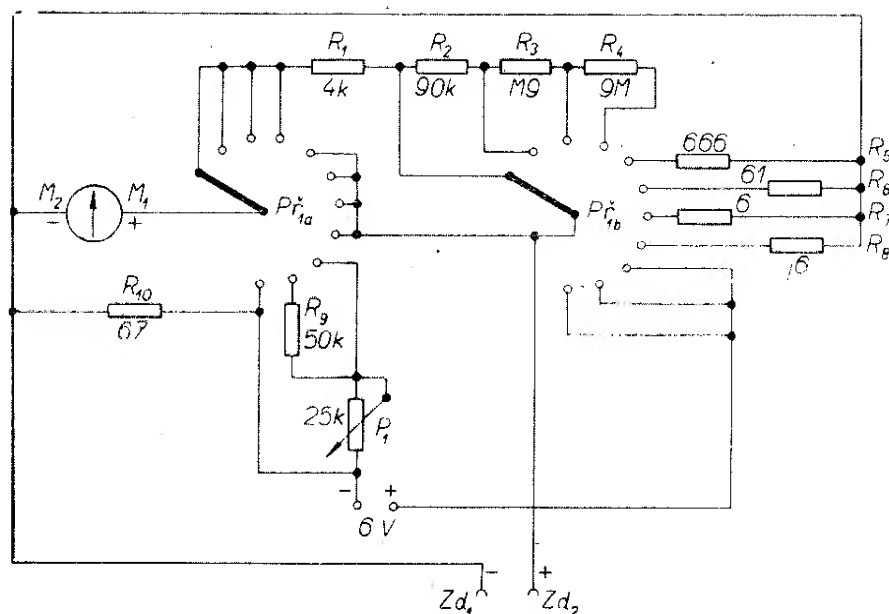 R₁ R₂ R₃ R₄
4k 90k M9 9M
666 R₅
61 R₆
6 R₇
,6 R₈
M₂ M₁
- +
Př₁ₐ Př₁b
R₁₀
67
R₉
50k
25k P₁
- +
6 V
- +
Zd₁ Zd₂